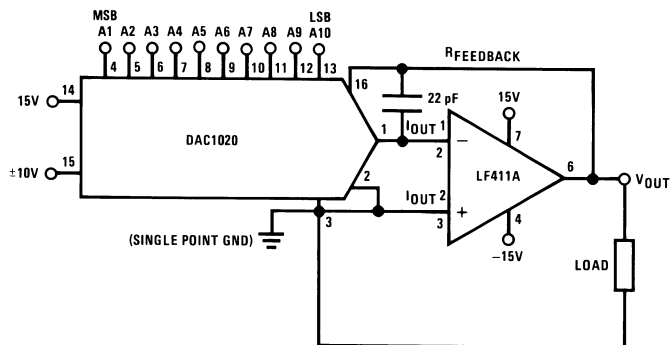 MSB LSB
A1 A2 A3 A4 A5 A6 A7 A8 A9 A10
4 5 6 7 8 9 10 11 12 13
RFEEDBACK
16
14
15V
22 pF
15V
1
IOUT 1
7
DAC1020
2
−
6
15
±10V
LF411A
VOUT
2
IOUT 2
+
3
3
4
(SINGLE POINT GND)
−15V
LOAD